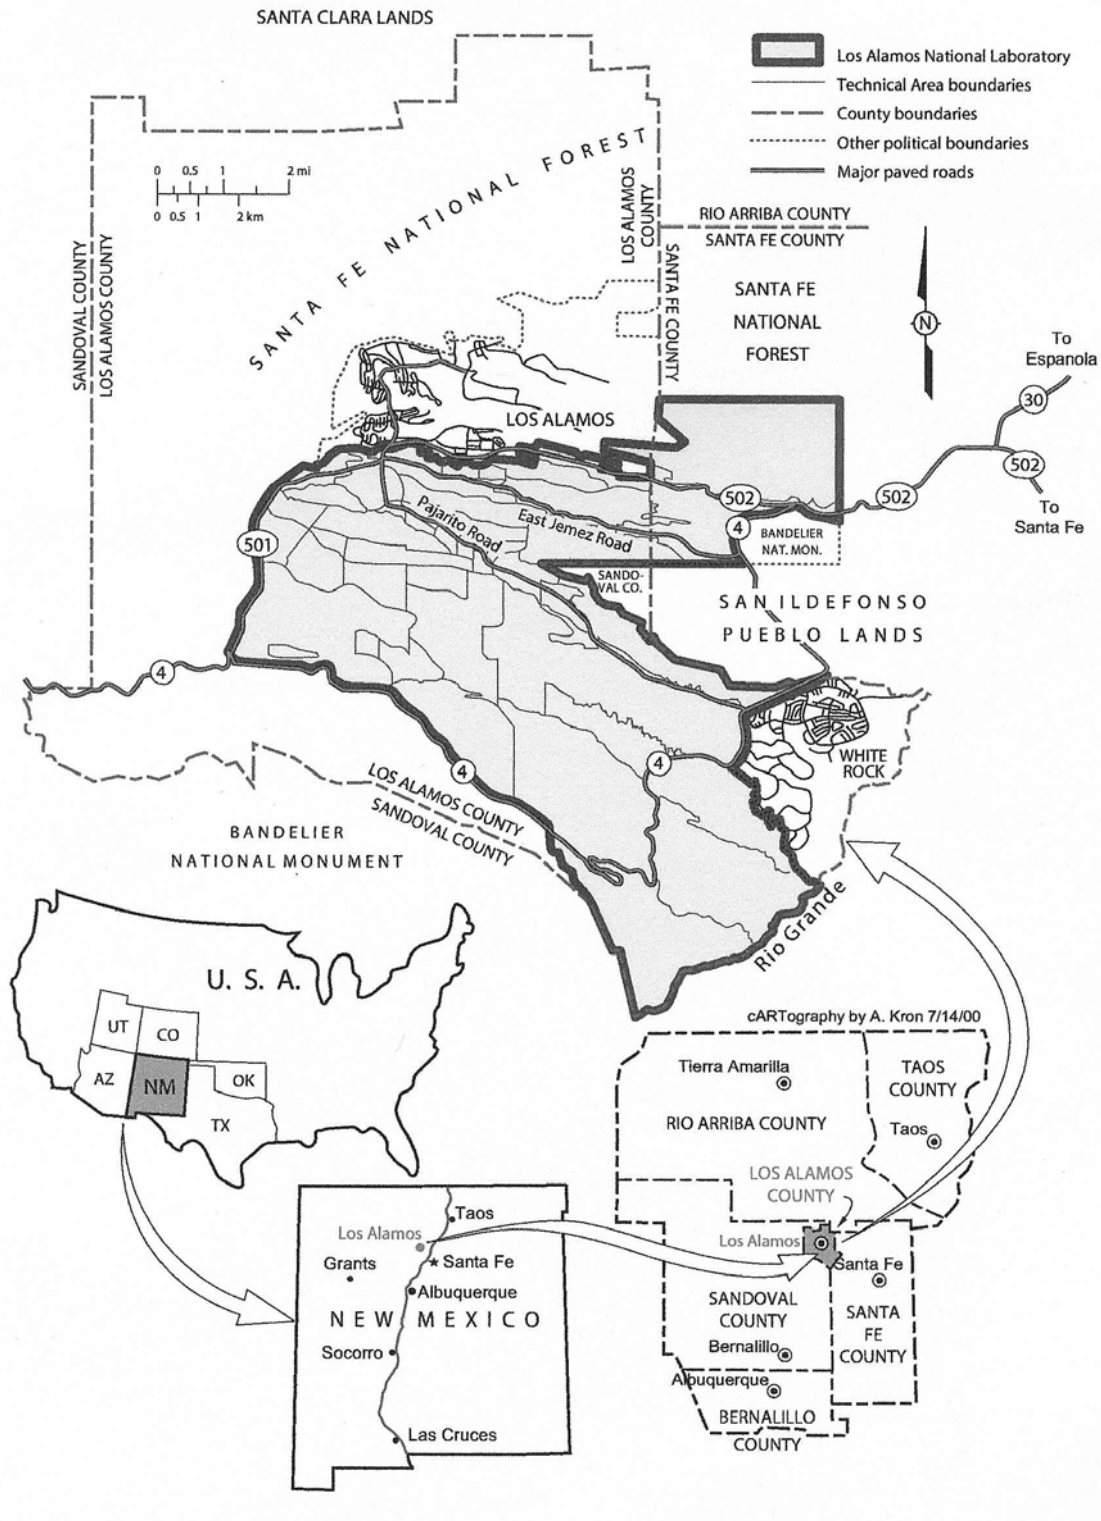 SANTA CLARA LANDS
Los Alamos National Laboratory
Technical Area boundaries
County boundaries
Other political boundaries
Major paved roads
0 0.5 1 2 mi
0 0.5 1 2 km
SANTA FE NATIONAL FOREST
LOS ALAMOS
COUNTY
RIO ARRIBA COUNTY
SANTA FE COUNTY
SANDOVAL COUNTY
LOS ALAMOS COUNTY
SANTA FE COUNTY
SANTA FE
NATIONAL
FOREST
N
To
Espanola
30
LOS ALAMOS
502
502
502
To
Santa Fe
Pajarito Road
East Jemez Road
4
BANDELIER
NAT. MON.
501
SANDO-
VAL CO.
SAN ILDEFONSO
PUEBLO LANDS
4
WHITE
ROCK
4
4
LOS ALAMOS COUNTY
SANDOVAL COUNTY
BANDELIER
NATIONAL MONUMENT
Rio Grande
U. S. A.
UT
CO
AZ
NM
OK
TX
cARTography by A. Kron 7/14/00
Tierra Amarilla
TAOS
COUNTY
RIO ARRIBA COUNTY
Taos
LOS ALAMOS
COUNTY
Los Alamos
Santa Fe
SANDOVAL
COUNTY
SANTA
FE
COUNTY
Bernalillo
Albuquerque
BERNALILLO
COUNTY
Taos
Los Alamos
Grants
Santa Fe
Albuquerque
NEW MEXICO
Socorro
Las Cruces